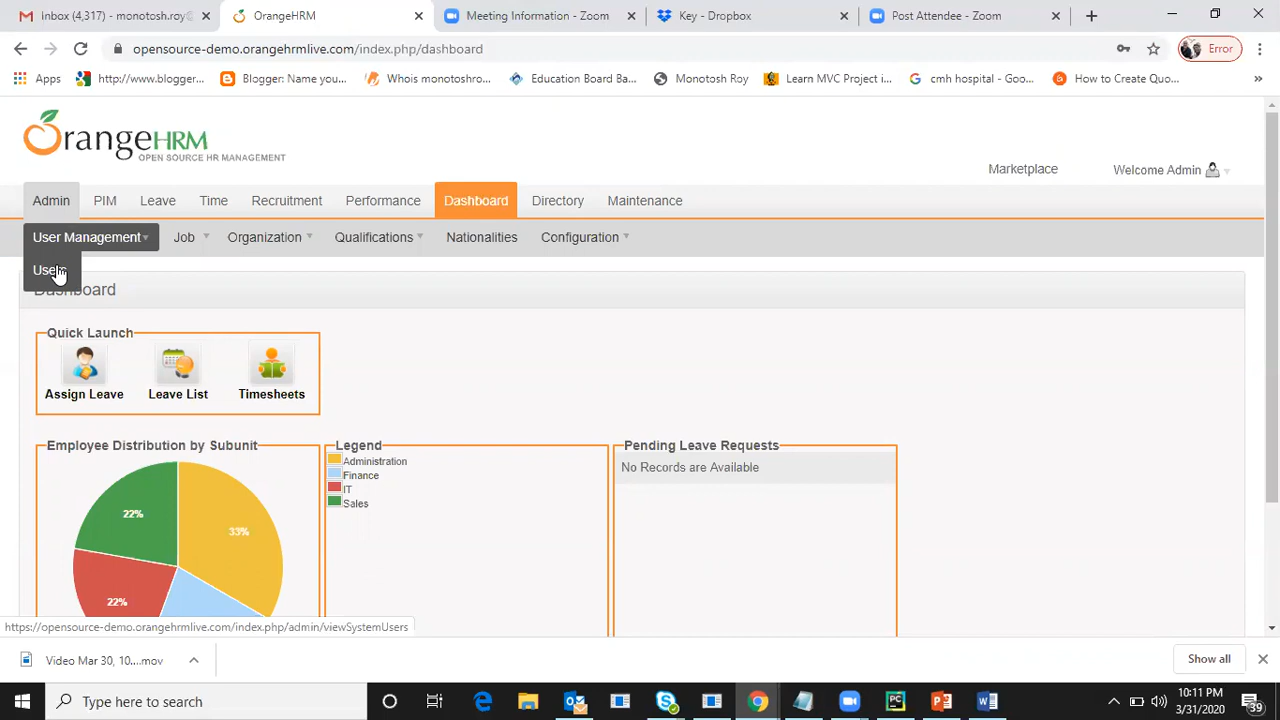 Inbox (4,317) - monotosh.roy@
OrangeHRM
Meeting Information - Zoom
Key - Dropbox
Post Attendee - Zoom
opensource-demo.orangehrmlive.com/index.php/dashboard
Error
Apps
http://www.blogger...
Blogger: Name you...
Whois monotoshro...
Education Board Ba...
Monotosh Roy
Learn MVC Project i...
cmh hospital - Goo...
How to Create Quo...
OrangeHRM
OPEN SOURCE HR MANAGEMENT
Marketplace
Welcome Admin
Admin
PIM
Leave
Time
Recruitment
Performance
Dashboard
Directory
Maintenance
User Management
Job
Organization
Qualifications
Nationalities
Configuration
Users
Dashboard
Quick Launch
Assign Leave
Leave List
Timesheets
Employee Distribution by Subunit
Legend
Pending Leave Requests
Administration
Finance
IT
Sales
No Records are Available
22%
33%
22%
https://opensource-demo.orangehrmlive.com/index.php/admin/viewSystemUsers
Video Mar 30, 10....mov
Show all
Type here to search
10:11 PM
3/31/2020
39